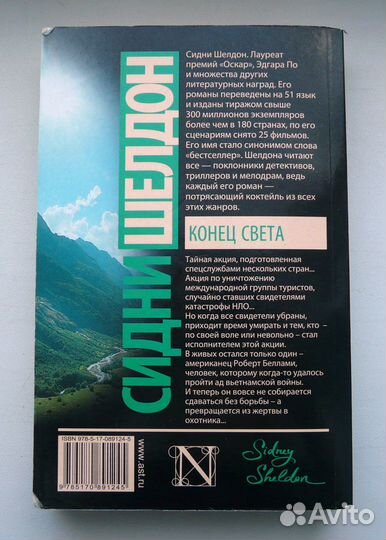 СИДНИ ШЕЛДОН
Сидни Шелдон. Лауреат
премий «Оскар», Эдгара По
и множества других
литературных наград. Его
романы переведены на 51 язык
и изданы тиражом свыше
300 миллионов экземпляров
более чем в 180 странах, по его
сценариям снято 25 фильмов.
Его имя стало синонимом слова
«бестселлер». Шелдона читают
все — поклонники детективов,
триллеров и мелодрам, ведь
каждый его роман —
потрясающий коктейль из всех
этих жанров.
КОНЕЦ СВЕТА
Тайная акция, подготовленная
спецслужбами нескольких стран...
Акция по уничтожению
международной группы туристов,
случайно ставших свидетелями
катастрофы НЛО...
Но когда все свидетели убраны,
приходит время умирать и тем, кто –
по своей воле или невольно – стал
исполнителем этой акции.
В живых остался только один –
американец Роберт Беллами,
человек, которому когда-то удалось
пройти ад вьетнамской войны.
И теперь он вовсе не собирается
сдаваться без борьбы – а
превращается из жертвы в
охотника...
ISBN 978-5-17-089124-5
9 785170 891245
www.ast.ru
N
Sidney
Sheldon
Avito